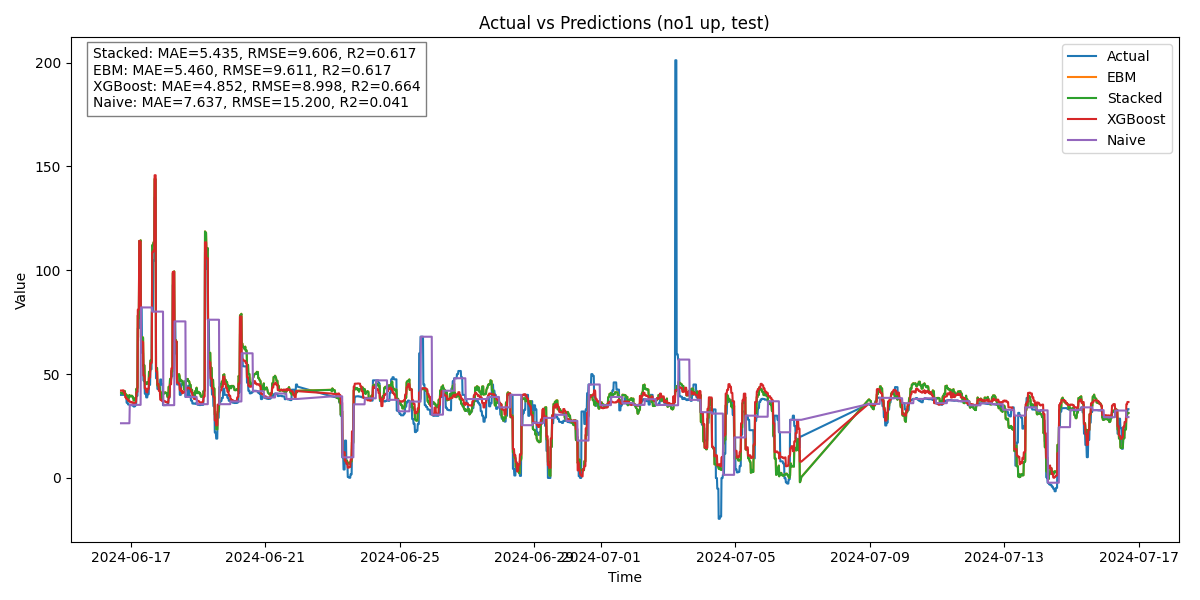 Actual vs Predictions (no1 up, test)
Stacked: MAE=5.435, RMSE=9.606, R2=0.617
EBM: MAE=5.460, RMSE=9.611, R2=0.617
XGBoost: MAE=4.852, RMSE=8.998, R2=0.664
Naive: MAE=7.637, RMSE=15.200, R2=0.041
Actual
EBM
Stacked
XGBoost
Naive
Value
200
150
100
50
0
2024-06-17 2024-06-21 2024-06-25 2024-06-29 2024-07-01 2024-07-05 2024-07-09 2024-07-13 2024-07-17
Time